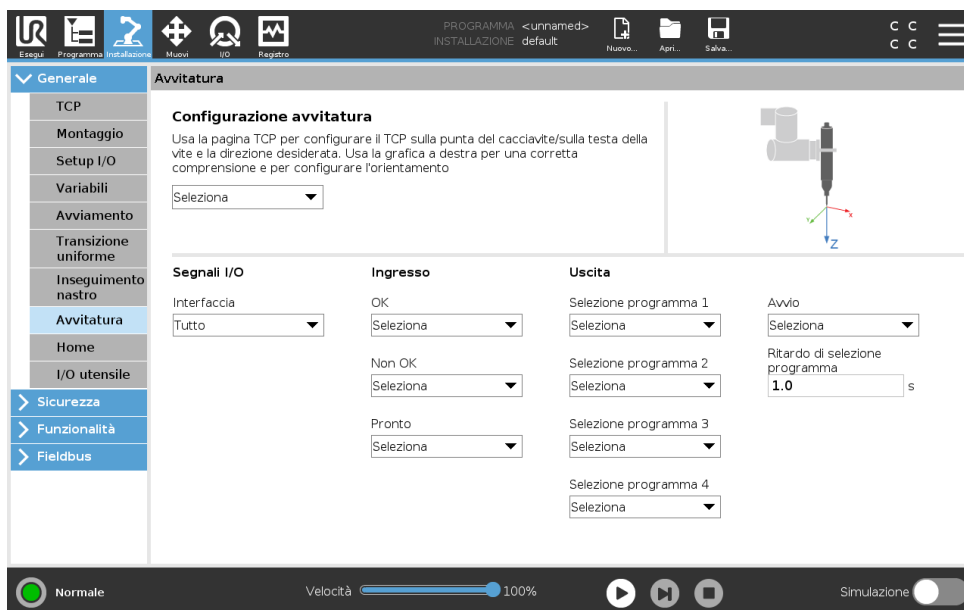 PROGRAMMA <unnamed>
INSTALLAZIONE default
UR
Esegui Programma Installazione Muovi I/O Registro
Nuovo... Apri... Salva...
C C
C C
Generale
TCP
Montaggio
Setup I/O
Variabili
Avviamento
Transizione
uniforme
Inseguimento
nastro
Avvitatura
Home
I/O utensile
Sicurezza
Funzionalità
Fieldbus
Avvitatura
Configurazione avvitatura
Usa la pagina TCP per configurare il TCP sulla punta del cacciavite/sulla testa della
vite e la direzione desiderata. Usa la grafica a destra per una corretta
comprensione e per configurare l'orientamento
Seleziona
Y
X
Z
Segnali I/O
Interfaccia
Tutto
Ingresso
OK
Seleziona
Non OK
Seleziona
Pronto
Seleziona
Uscita
Selezione programma 1
Seleziona
Selezione programma 2
Seleziona
Selezione programma 3
Seleziona
Selezione programma 4
Seleziona
Avvio
Seleziona
Ritardo di selezione
programma
1.0 s
Normale
Velocità 100%
Simulazione